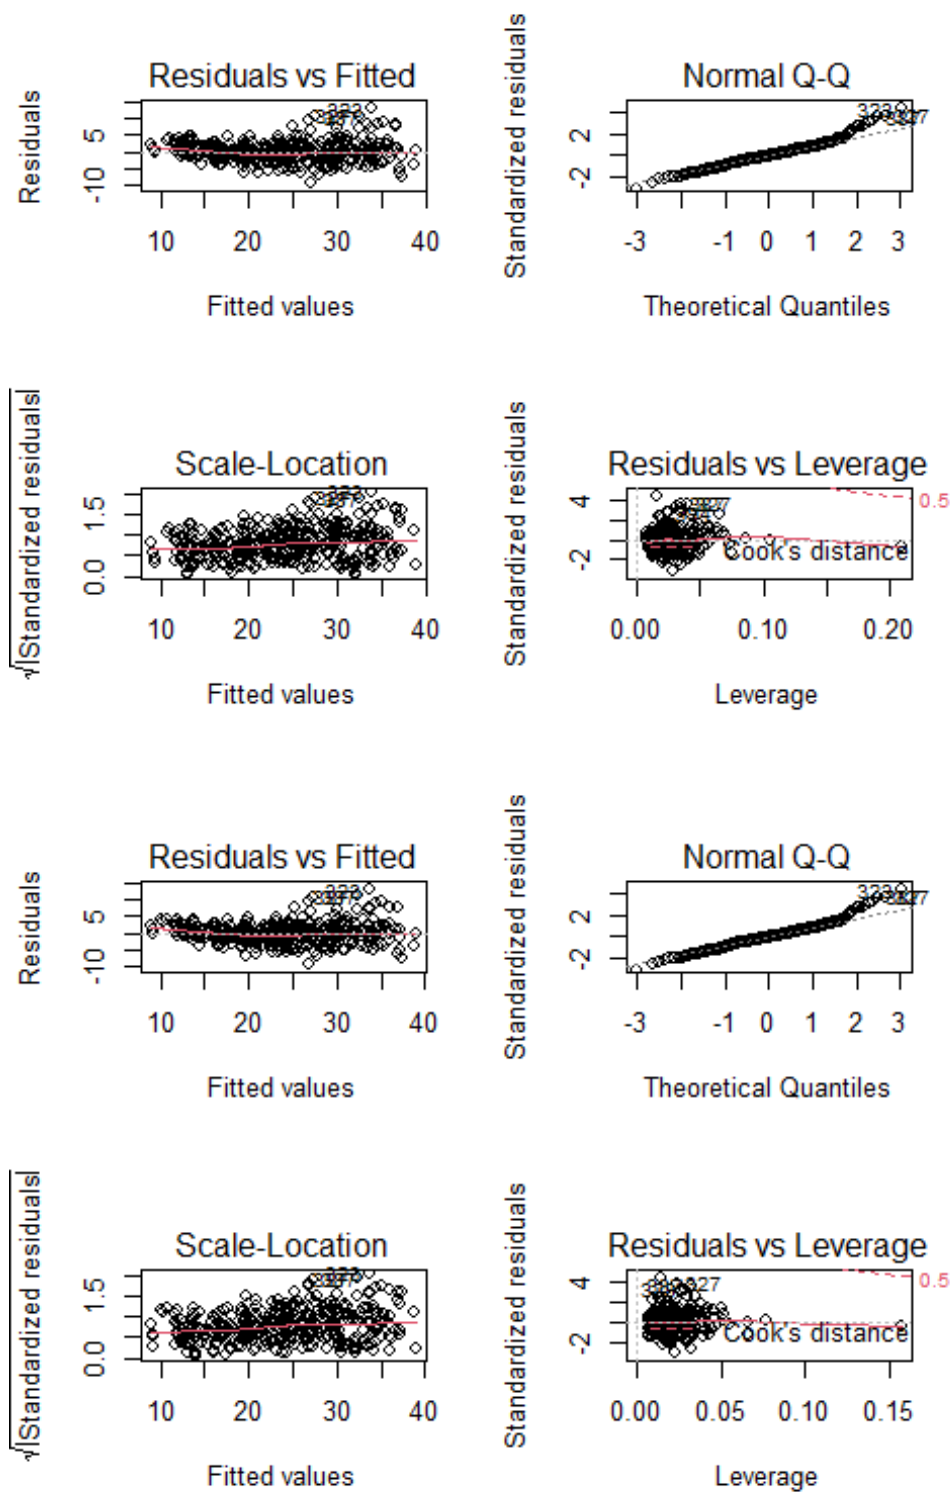 Residuals vs Fitted
Residuals
5
-10
10 20 30 40
Fitted values
Normal Q-Q
Standardized residuals
2
-2
323
-3 -1 0 1 2 3
Theoretical Quantiles
Scale-Location
√|Standardized residuals|
1.5
0.0
10 20 30 40
Fitted values
Residuals vs Leverage
Standardized residuals
4
-2
0.5
Cook's distance
0.00 0.10 0.20
Leverage
Residuals vs Fitted
Residuals
5
-10
10 20 30 40
Fitted values
Normal Q-Q
Standardized residuals
2
-2
323
-3 -1 0 1 2 3
Theoretical Quantiles
Scale-Location
√|Standardized residuals|
1.5
0.0
10 20 30 40
Fitted values
Residuals vs Leverage
Standardized residuals
4
-2
327
0.5
Cook's distance
0.00 0.05 0.10 0.15
Leverage